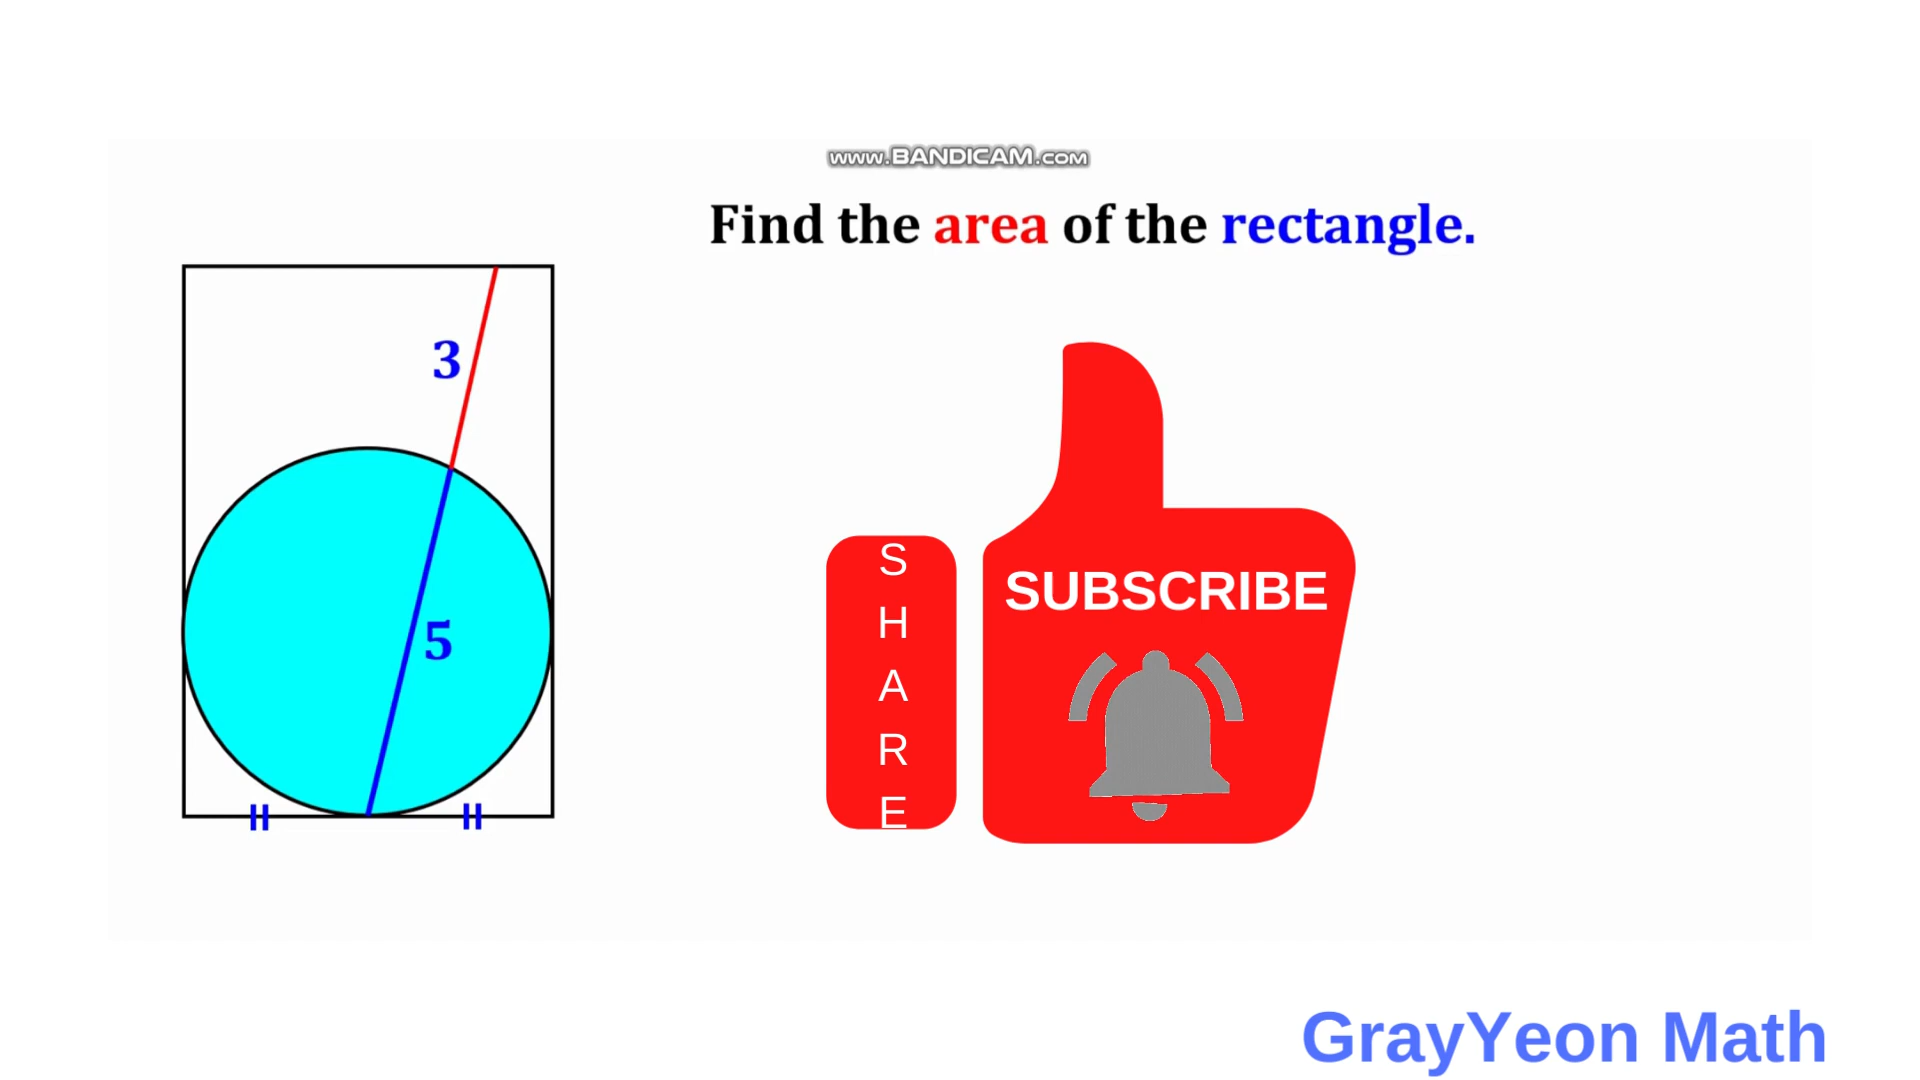 www.BANDICAM.com
Find the area of the rectangle.
3
5
S
H
A
R
E
SUBSCRIBE
GrayYeon Math